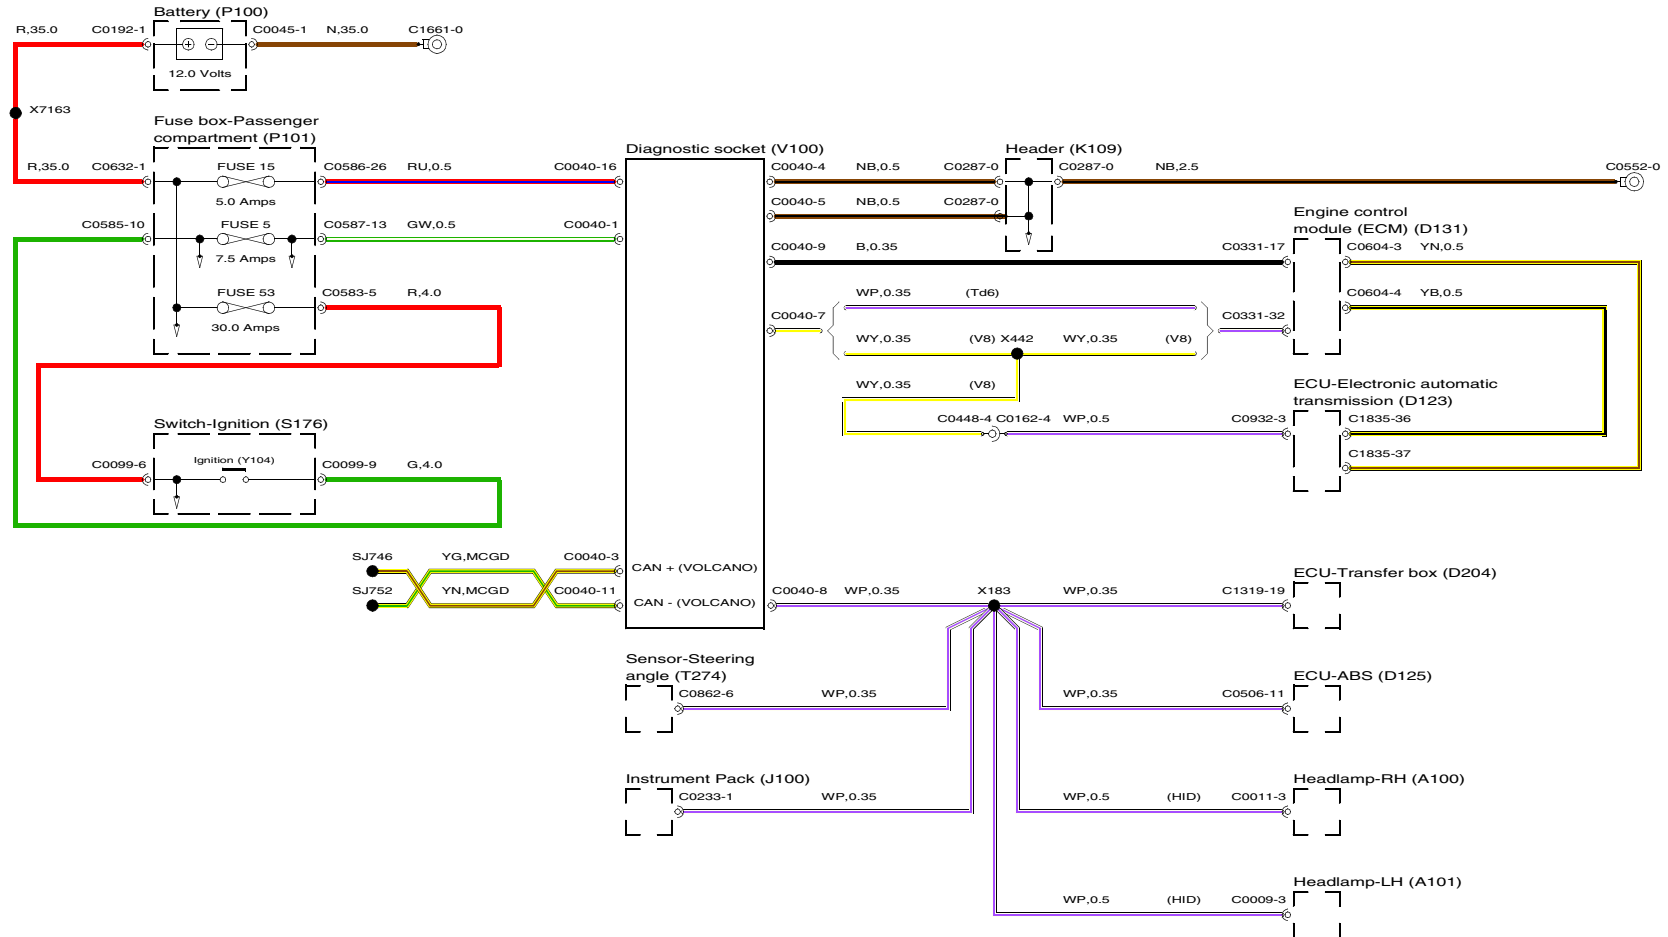 Battery (P100)
R,35.0 C0192-1 C0045-1 N,35.0 C1661-0
12.0 Volts
X7163
Fuse box-Passenger
compartment (P101)
R,35.0 C0632-1 FUSE 15 C0586-26 RU,0.5 C0040-16
5.0 Amps
C0585-10 FUSE 5 C0587-13 GW,0.5 C0040-1
7.5 Amps
FUSE 53 C0583-5 R,4.0
30.0 Amps
Switch-Ignition (S176)
C0099-6 Ignition (Y104) C0099-9 G,4.0
SJ746 YG,MCGD C0040-3 CAN + (VOLCANO)
SJ752 YN,MCGD C0040-11 CAN - (VOLCANO)
Diagnostic socket (V100)
Header (K109)
C0040-4 NB,0.5 C0287-0 C0287-0 NB,2.5 C0552-0
C0040-5 NB,0.5 C0287-0
Engine control
module (ECM) (D131)
C0040-9 B,0.35 C0331-17 C0604-3 YN,0.5
WP,0.35 (Td6) C0604-4 YB,0.5
C0040-7 C0331-32
WY,0.35 (V8) X442 WY,0.35 (V8)
WY,0.35 (V8)
ECU-Electronic automatic
transmission (D123)
C0448-4 C0162-4 WP,0.5 C0932-3 C1835-36
C1835-37
ECU-Transfer box (D204)
C0040-8 WP,0.35 X183 WP,0.35 C1319-19
Sensor-Steering
angle (T274)
C0862-6 WP,0.35
ECU-ABS (D125)
WP,0.35 C0506-11
Instrument Pack (J100)
C0233-1 WP,0.35
Headlamp-RH (A100)
WP,0.5 (HID) C0011-3
Headlamp-LH (A101)
WP,0.5 (HID) C0009-3